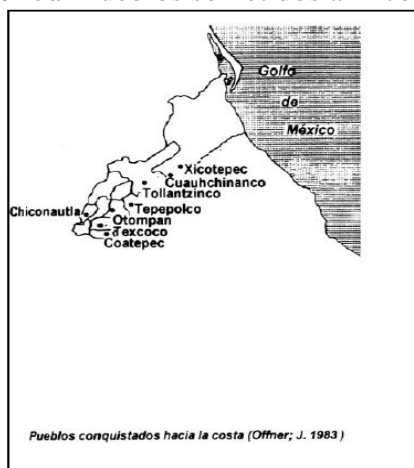 Golfo
de
México
Xicotepec
Cuauhchinanco
Tollantzinco
Chiconautla
Tepepolco
Otompan
Texcoco
Coatepec
Pueblos conquistados hacia la costa (Offner; J. 1983 )